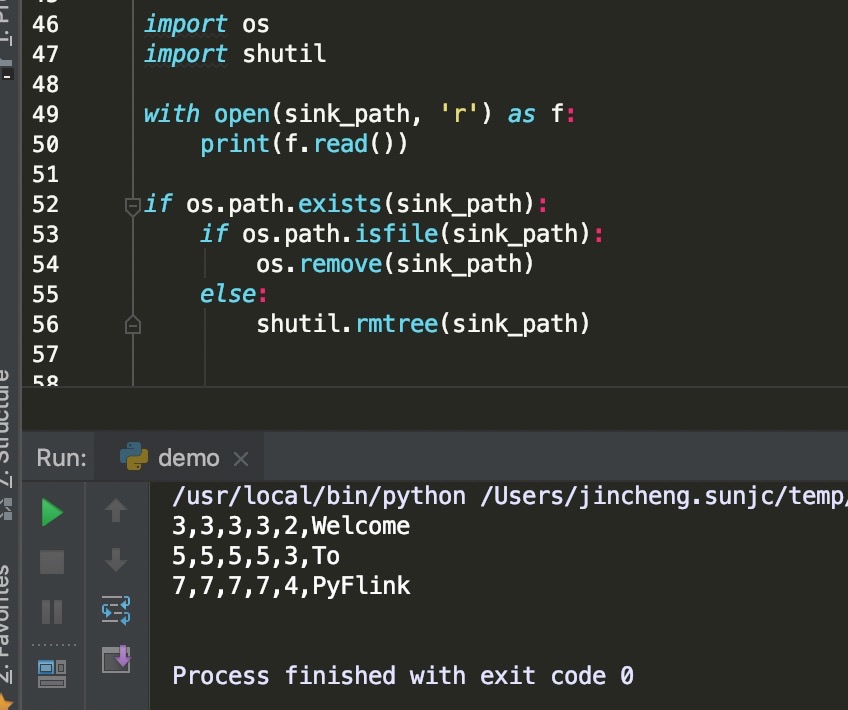 46 import os
47 import shutil
48
49 with open(sink_path, 'r') as f:
50 print(f.read())
51
52 if os.path.exists(sink_path):
53 if os.path.isfile(sink_path):
54 os.remove(sink_path)
55 else:
56 shutil.rmtree(sink_path)
57
58
Z: Structure
Run: demo
/usr/local/bin/python /Users/jincheng.sunjc/temp/
3,3,3,3,2,Welcome
5,5,5,5,3,To
7,7,7,7,4,PyFlink
Process finished with exit code 0
2: Favorites